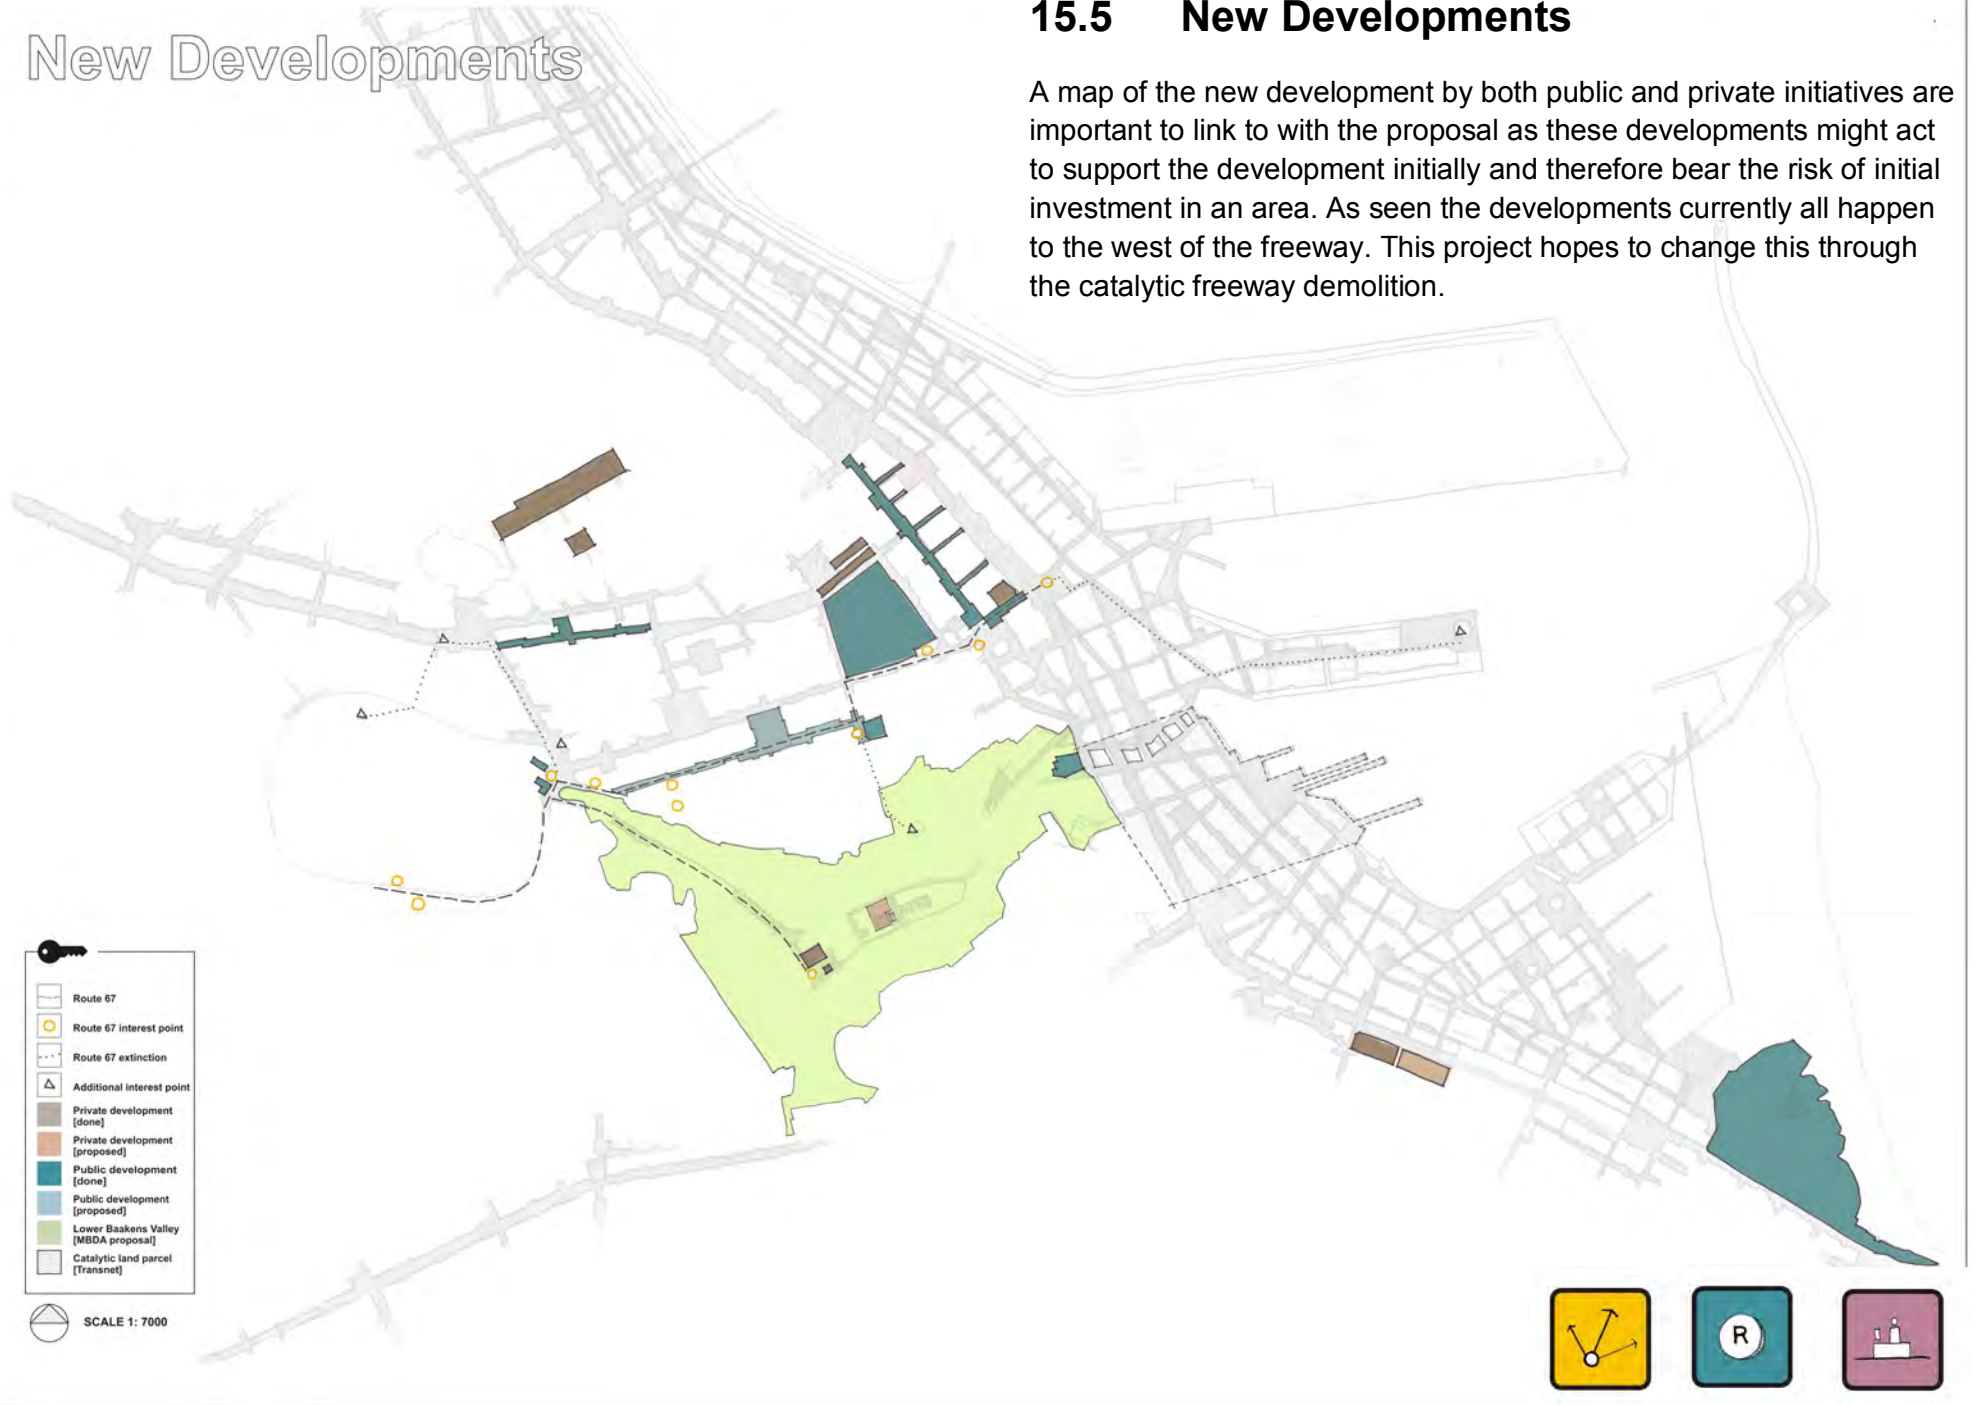 New Developments
15.5 New Developments
A map of the new development by both public and private initiatives are
important to link to with the proposal as these developments might act
to support the development initially and therefore bear the risk of initial
investment in an area. As seen the developments currently all happen
to the west of the freeway. This project hopes to change this through
the catalytic freeway demolition.
Route 67
Route 67 interest point
Route 67 extinction
Additional interest point
Private development
[done]
Private development
[proposed]
Public development
[done]
Public development
[proposed]
Lower Baakens Valley
[MBDA proposal]
Catalytic land parcel
[Transnet]
SCALE 1: 7000
R